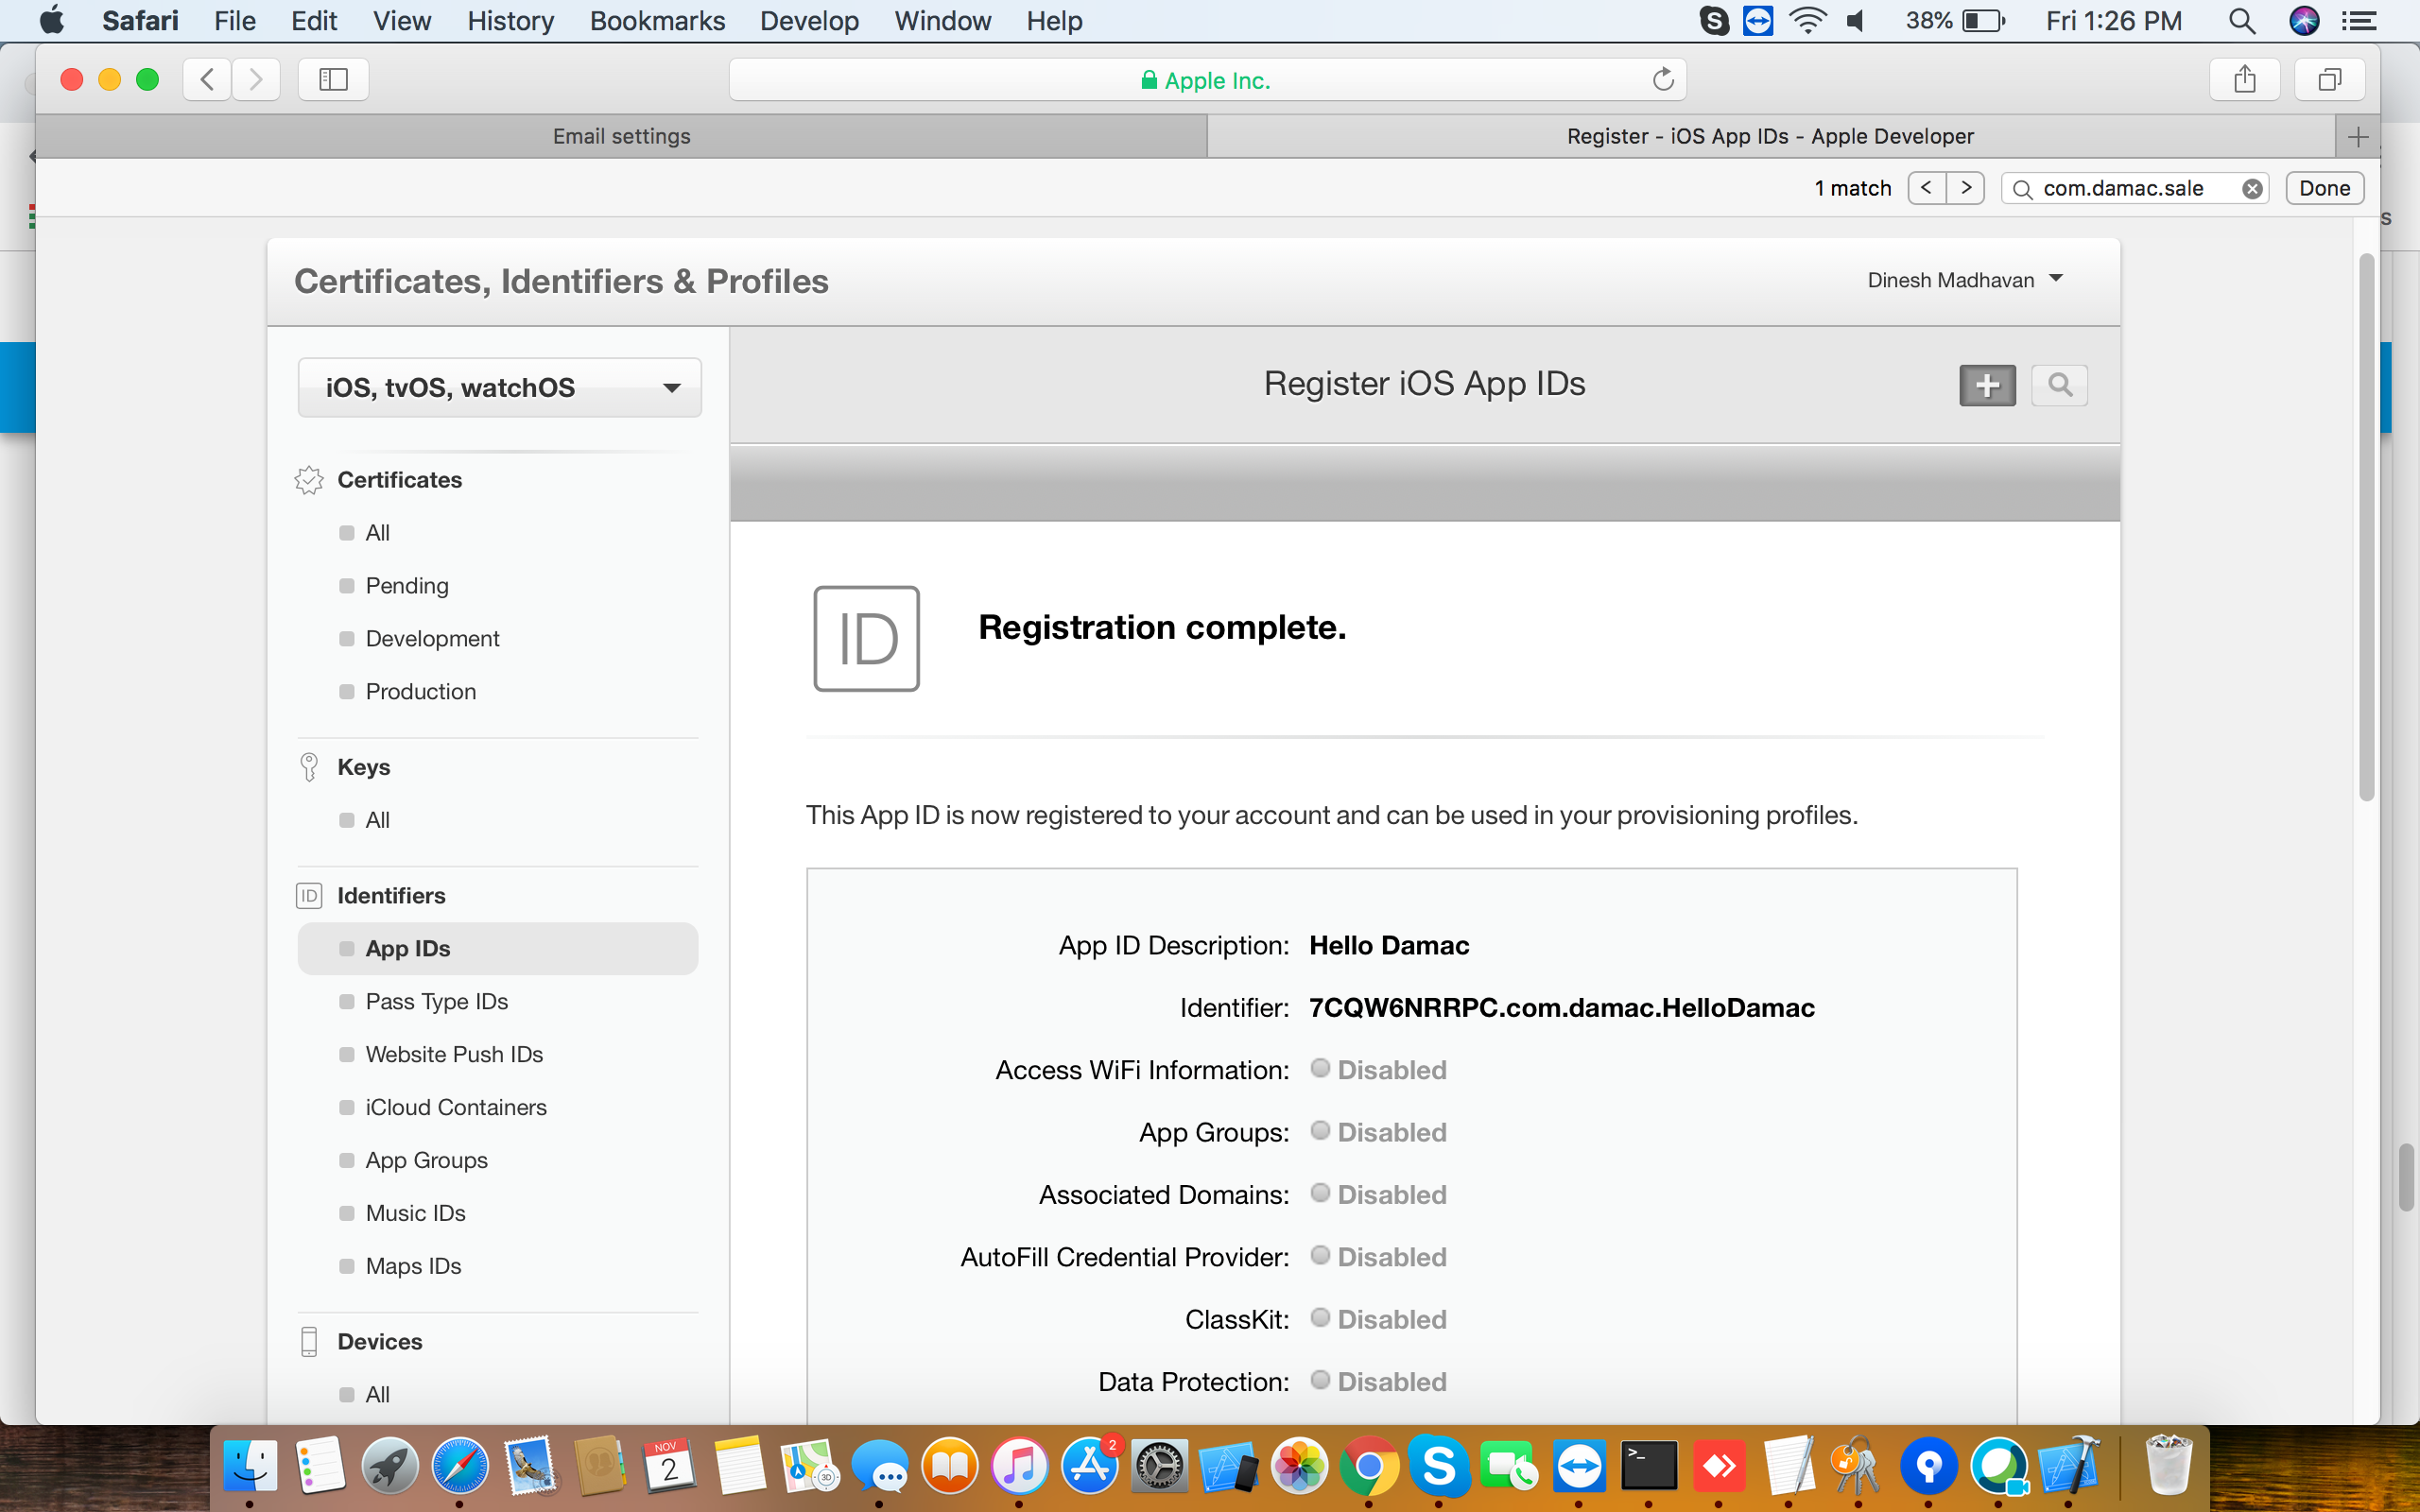 Safari File Edit View History Bookmarks Develop Window Help 38% Fri 1:26 PM
Apple Inc.
Email settings Register - iOS App IDs - Apple Developer
1 match com.damac.sale Done
s
Certificates, Identifiers & Profiles
Dinesh Madhavan
iOS, tvOS, watchOS
Register iOS App IDs
Certificates
All
Pending
Development
Production
Keys
All
ID Identifiers
App IDs
Pass Type IDs
Website Push IDs
iCloud Containers
App Groups
Music IDs
Maps IDs
Devices
All
ID
Registration complete.
This App ID is now registered to your account and can be used in your provisioning profiles.
App ID Description: Hello Damac
Identifier: 7CQW6NRRPC.com.damac.HelloDamac
Access WiFi Information: Disabled
App Groups: Disabled
Associated Domains: Disabled
AutoFill Credential Provider: Disabled
ClassKit: Disabled
Data Protection: Disabled
NOV
2
3D
2
S
>_